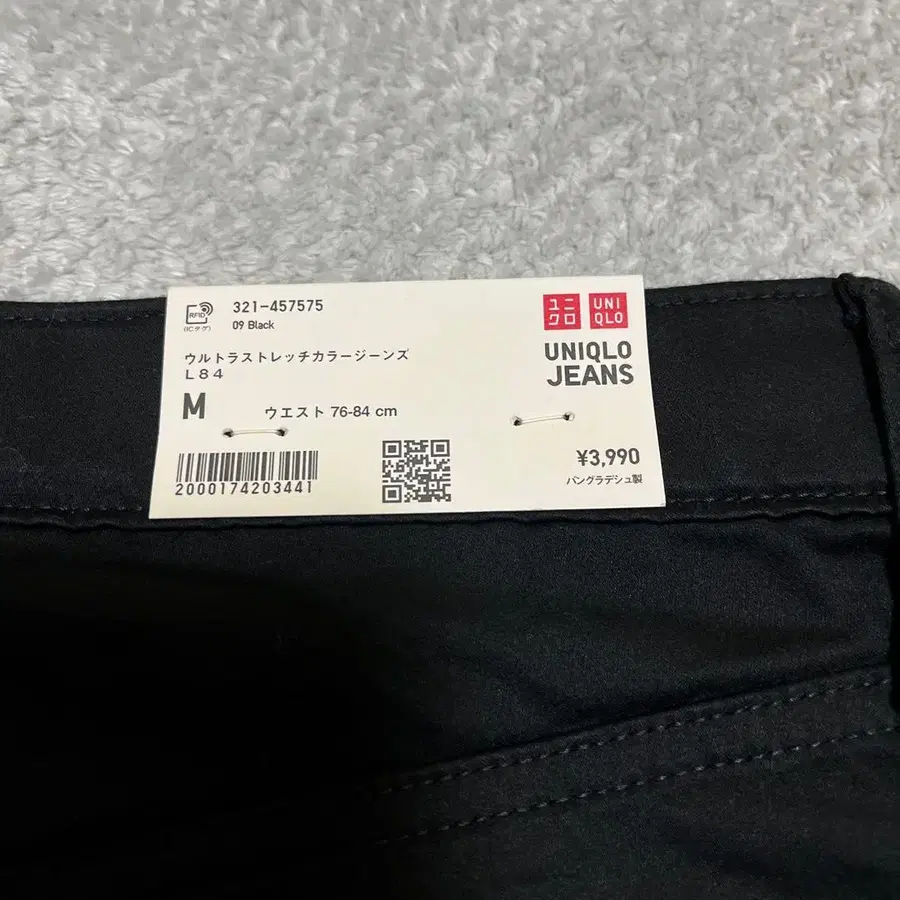 RFID
(ICタグ)
321-457575
09 Black
ウルトラストレッチカラージーンズ
L84
M
ウエスト 76-84 cm
2000174203441
ユニ
クロ
UNI
QLO
UNIQLO
JEANS
¥3,990
バングラデシュ製